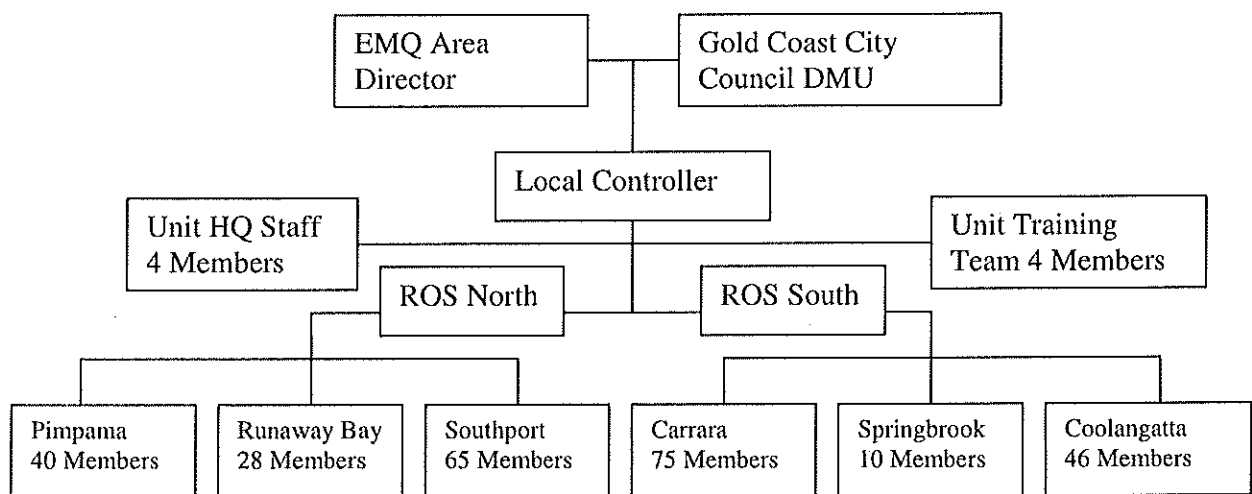 EMQ Area
Director
Gold Coast City
Council DMU
Local Controller
Unit HQ Staff
4 Members
Unit Training
Team 4 Members
ROS North
ROS South
Pimpama
40 Members
Runaway Bay
28 Members
Southport
65 Members
Carrara
75 Members
Springbrook
10 Members
Coolangatta
46 Members